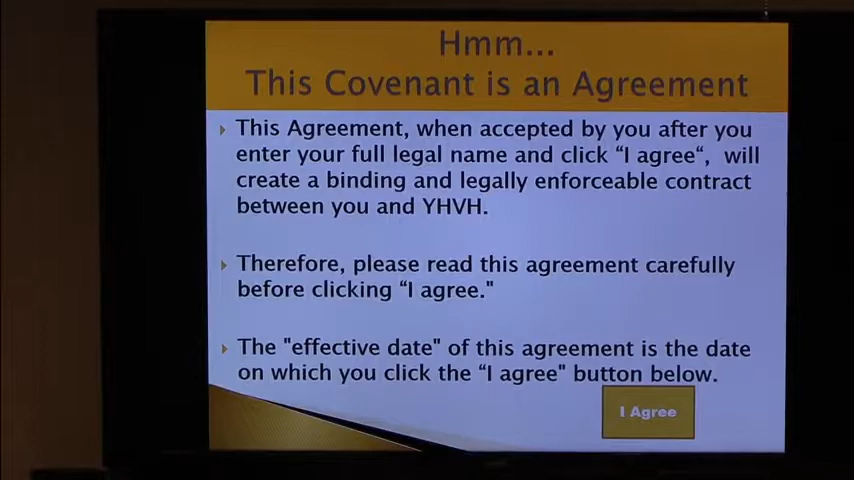 Hmm...
This Covenant is an Agreement
This Agreement, when accepted by you after you
enter your full legal name and click “I agree“, will
create a binding and legally enforceable contract
between you and YHVH.
Therefore, please read this agreement carefully
before clicking “I agree."
The "effective date" of this agreement is the date
on which you click the “I agree" button below.
I Agree